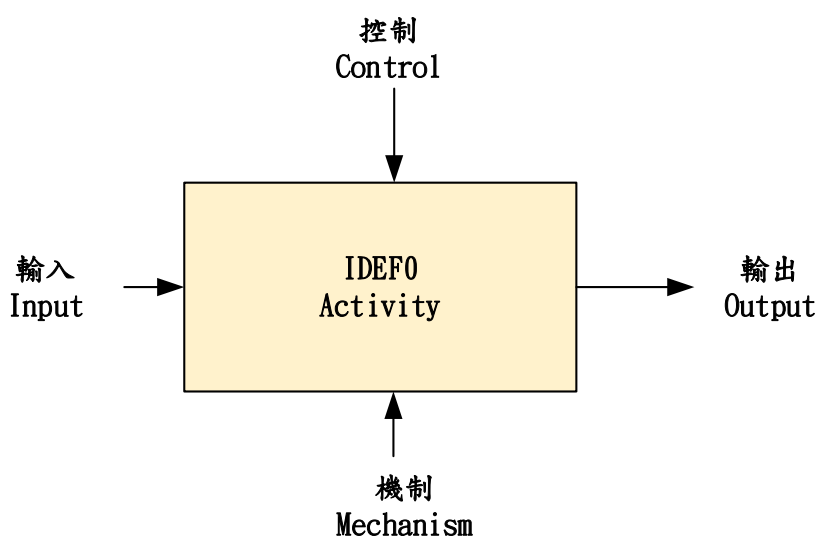 控制
Control
輸入
Input
IDEF0
Activity
輸出
Output
機制
Mechanism